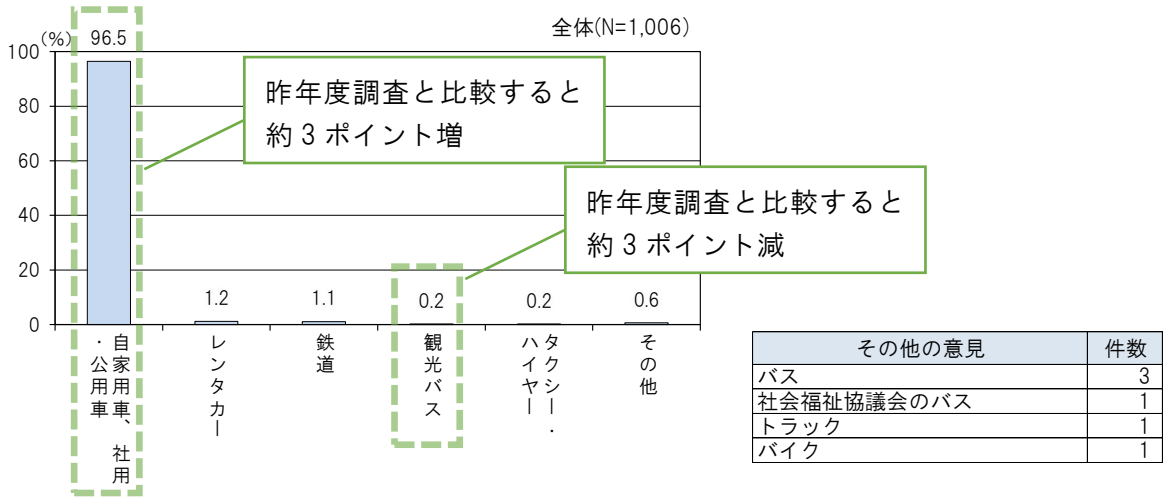 全体(N=1,006)
(%)
100
80
60
40
20
0
96.5
1.2
1.1
0.2
0.2
0.6
昨年度調査と比較すると
約3ポイント増
昨年度調査と比較すると
約3ポイント減
自家用車、社用
・公用車
レンタカー
鉄道
観光バス
タクシー・
ハイヤー
その他
その他の意見 件数
バス 3
社会福祉協議会のバス 1
トラック 1
バイク 1